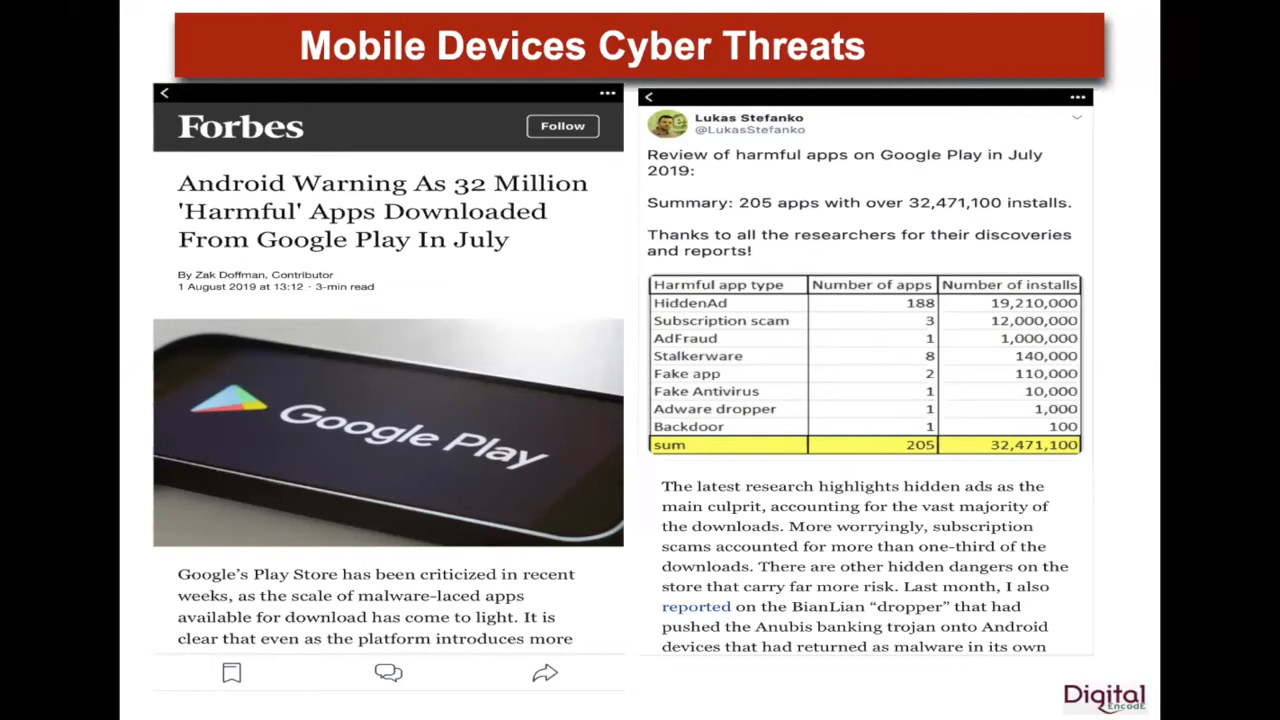 Mobile Devices Cyber Threats
Forbes
Follow
Android Warning As 32 Million
'Harmful' Apps Downloaded
From Google Play In July
By Zak Doffman, Contributor
1 August 2019 at 13:12 · 3-min read
Google Play
Google's Play Store has been criticized in recent
weeks, as the scale of malware-laced apps
available for download has come to light. It is
clear that even as the platform introduces more
Lukas Stefanko
@LukasStefanko
Review of harmful apps on Google Play in July
2019:
Summary: 205 apps with over 32,471,100 installs.
Thanks to all the researchers for their discoveries
and reports!
Harmful app type Number of apps Number of installs
HiddenAd 188 19,210,000
Subscription scam 3 12,000,000
AdFraud 1 1,000,000
Stalkerware 8 140,000
Fake app 2 110,000
Fake Antivirus 1 10,000
Adware dropper 1 1,000
Backdoor 1 100
sum 205 32,471,100
The latest research highlights hidden ads as the
main culprit, accounting for the vast majority of
the downloads. More worryingly, subscription
scams accounted for more than one-third of the
downloads. There are other hidden dangers on the
store that carry far more risk. Last month, I also
reported on the BianLian “dropper” that had
pushed the Anubis banking trojan onto Android
devices that had returned as malware in its own
Digital
EncodE